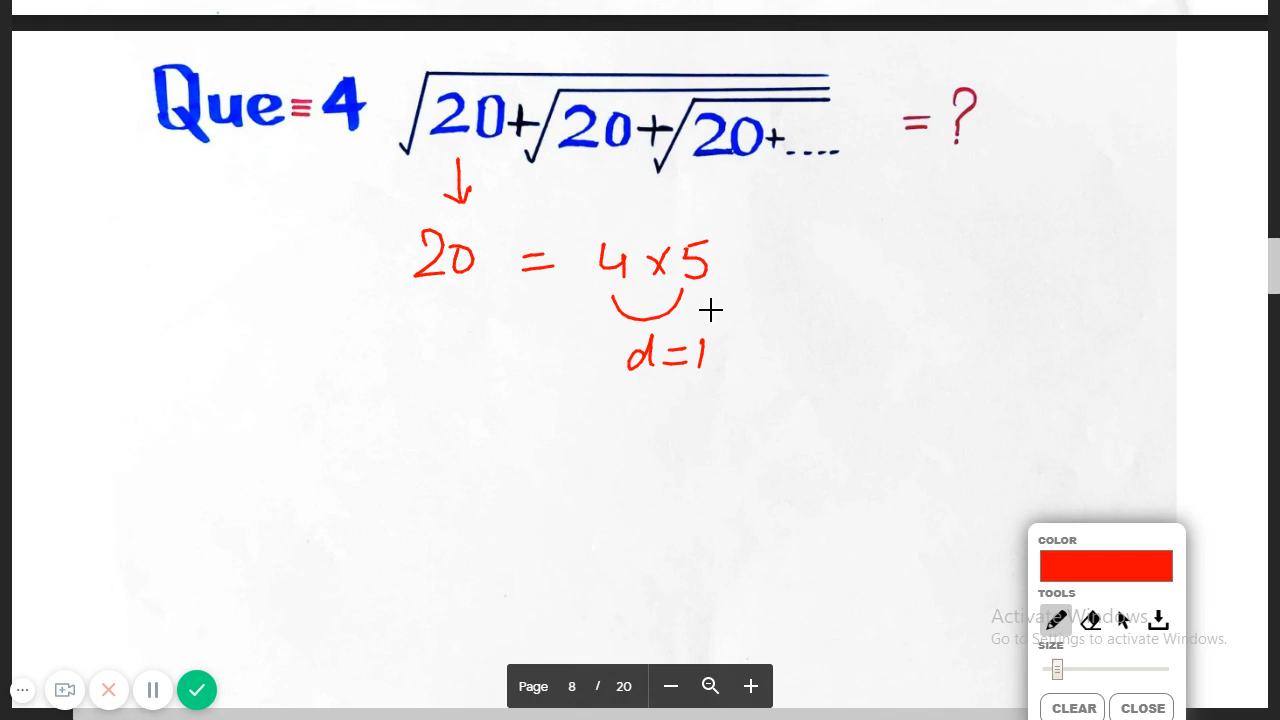 Que≡4 √20+√20+√20+.... = ?
↓
20 = 4×5
d=1
COLOR
TOOLS
Activate Windows
Go to Settings to activate Windows.
SIZE
Page 8 / 20
CLEAR CLOSE